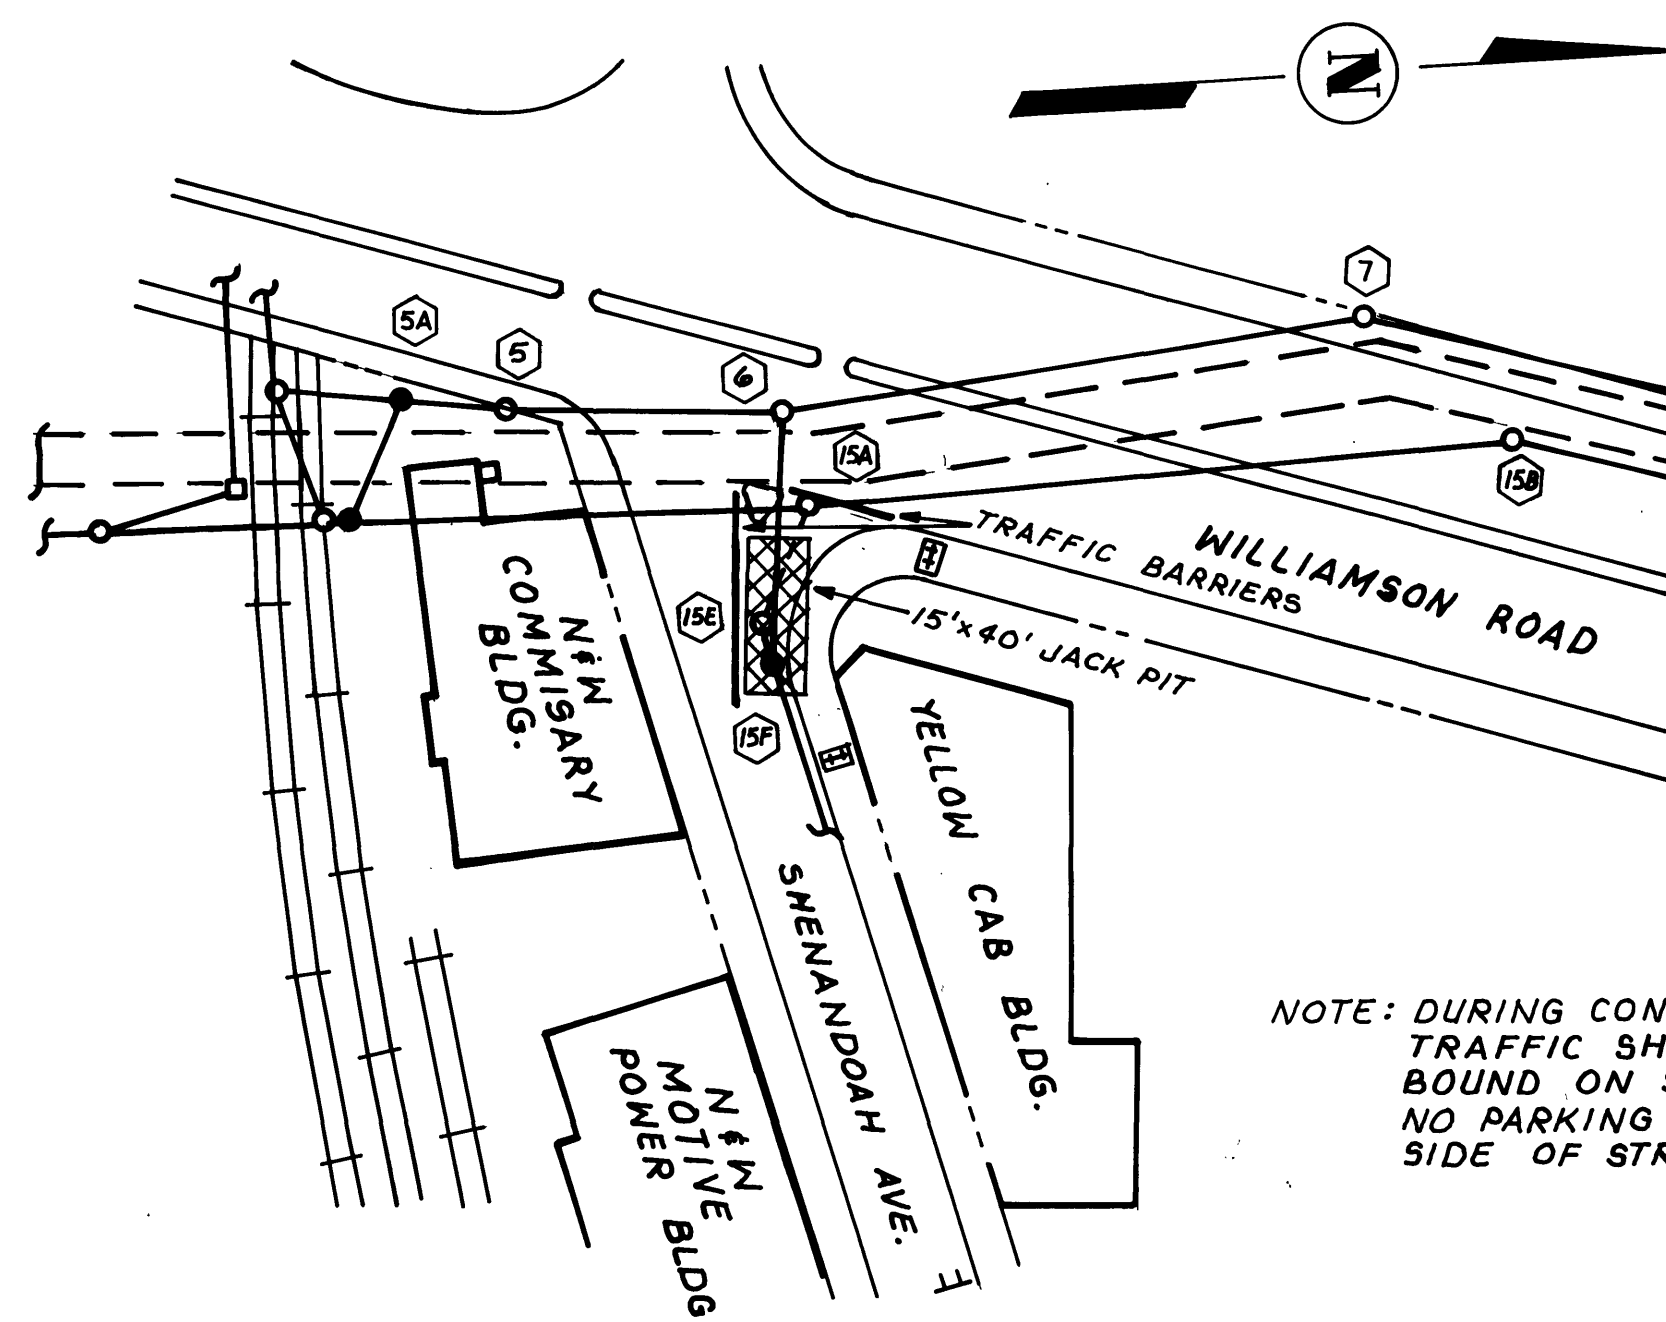 N
7
5A
5
6
15A
15B
TRAFFIC BARRIERS
WILLIAMSON ROAD
15E
15'x40' JACK PIT
15F
N&W
COMMISARY
BLDG.
YELLOW CAB BLDG.
SHENANDOAH AVE.
N&W
MOTIVE
POWER BLDG
NOTE: DURING CON
TRAFFIC SH
BOUND ON S
NO PARKING
SIDE OF STR